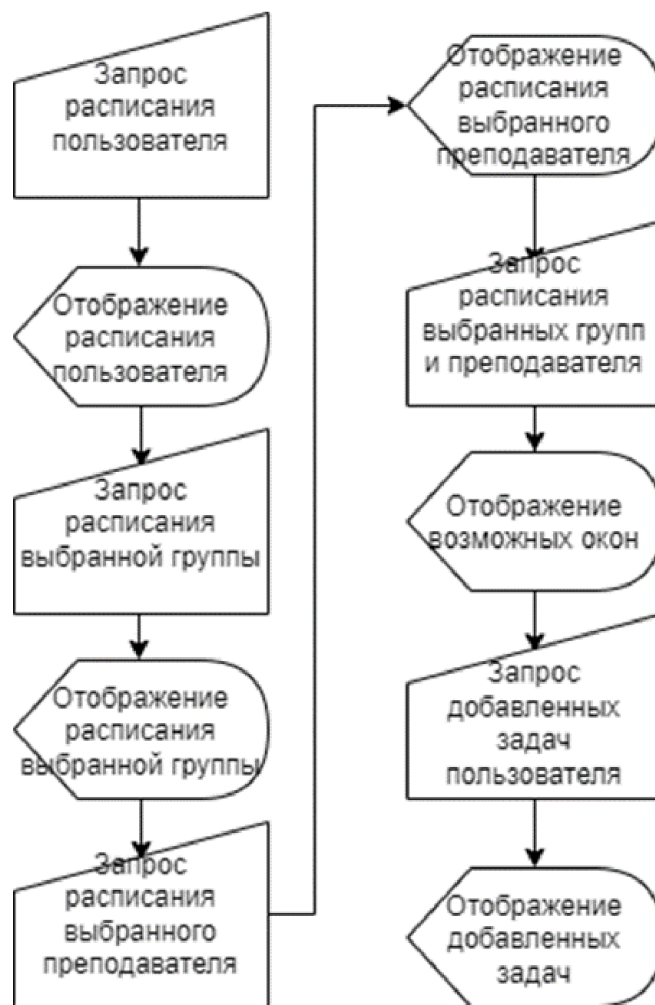 Запрос
расписания
пользователя
Отображение
расписания
пользователя
Запрос
расписания
выбранной группы
Отображение
расписания
выбранной группы
Запрос
расписания
выбранного
преподавателя
Отображение
расписания
выбранного
преподавателя
Запрос
расписания
выбранных групп
и преподавателя
Отображение
возможных окон
Запрос
добавленных
задач
пользователя
Отображение
добавленных
задач